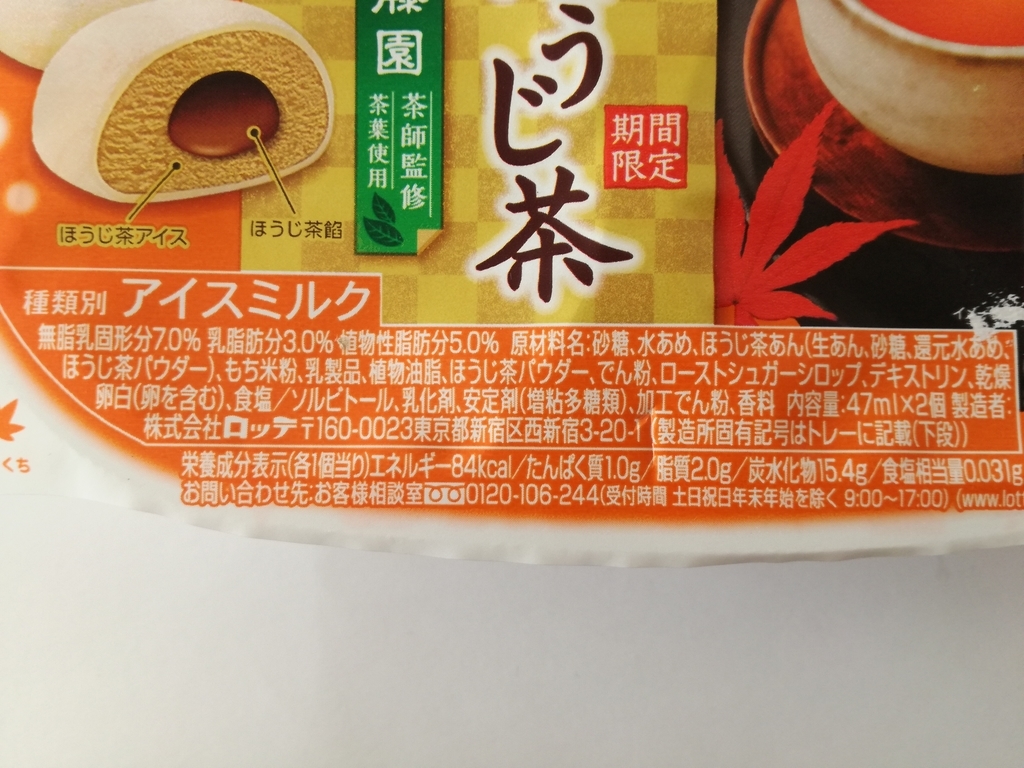 園
茶師監修
茶葉使用
うじ茶
期間
限定
ほうじ茶アイス
ほうじ茶餡
種類別 アイスミルク
無脂乳固形分7.0% 乳脂肪分3.0% 植物性脂肪分5.0% 原材料名:砂糖、水あめ、ほうじ茶あん(生あん、砂糖、還元水あめ、
ほうじ茶パウダー)、もち米粉、乳製品、植物油脂、ほうじ茶パウダー、でん粉、ローストシュガーシロップ、デキストリン、乾燥
卵白(卵を含む)、食塩/ソルビトール、乳化剤、安定剤(増粘多糖類)、加工でん粉、香料 内容量:47ml×2個 製造者:
株式会社ロッテ〒160-0023東京都新宿区西新宿3-20-1 (製造所固有記号はトレーに記載(下段))
くち
栄養成分表示(各1個当り)エネルギー84kcal/たんぱく質1.0g/脂質2.0g/炭水化物15.4g/食塩相当量0.031g
お問い合わせ先:お客様相談室 0120-106-244(受付時間 土日祝日年末年始を除く 9:00~17:00) (www.lott